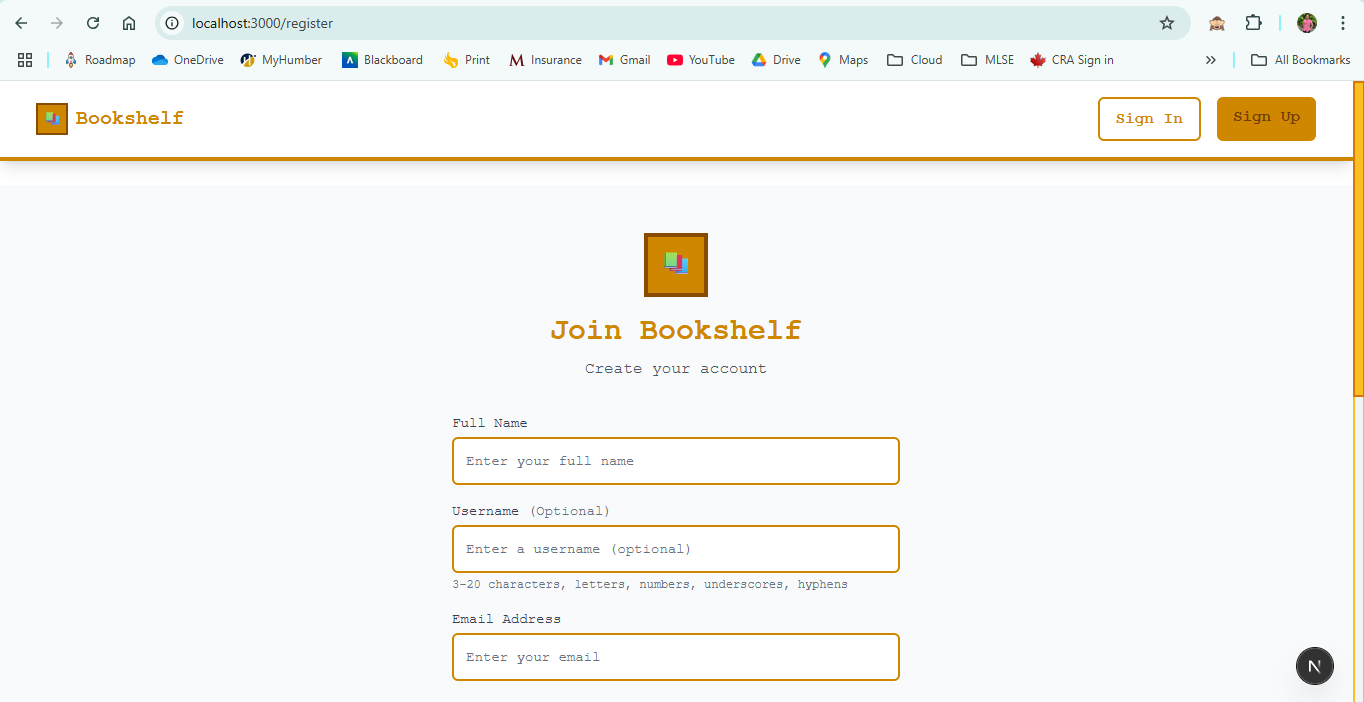 localhost:3000/register
Roadmap OneDrive MyHumber Blackboard Print Insurance Gmail YouTube Drive Maps Cloud MLSE CRA Sign in » All Bookmarks
Bookshelf Sign In Sign Up
Join Bookshelf
Create your account
Full Name
Enter your full name
Username (Optional)
Enter a username (optional)
3-20 characters, letters, numbers, underscores, hyphens
Email Address
Enter your email
N